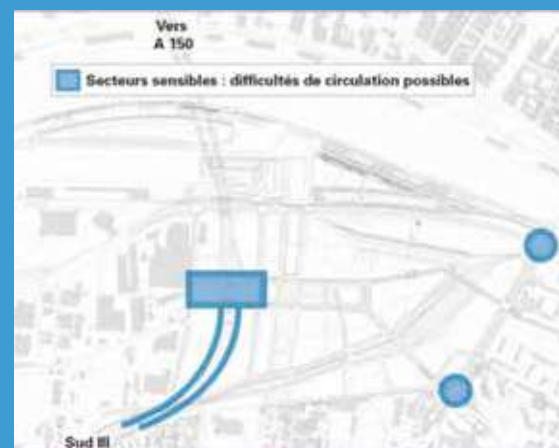 Vers
A 150
Secteurs sensibles : difficultés de circulation possibles
Sud III